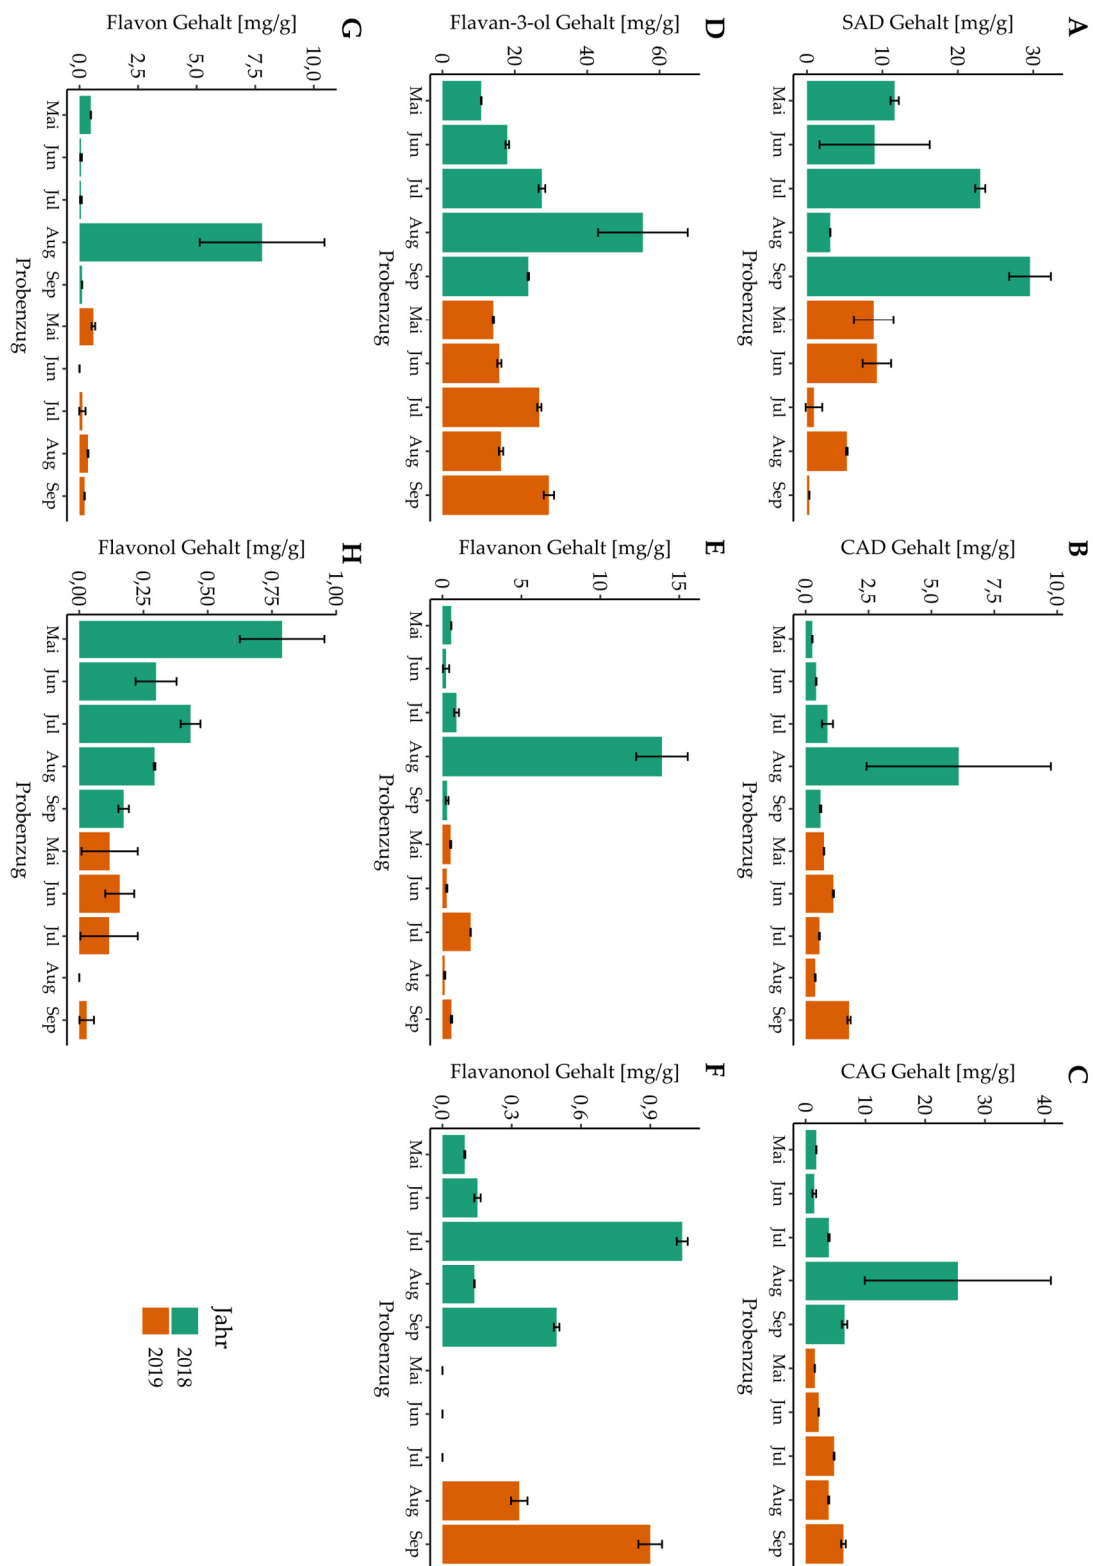 A
SAD Gehalt [mg/g]
0
10
20
30
Mai
Jun
Jul
Aug
Sep
Mai
Jun
Jul
Aug
Sep
Probenzug
B
CAD Gehalt [mg/g]
0,0
2,5
5,0
7,5
10,0
Mai
Jun
Jul
Aug
Sep
Mai
Jun
Jul
Aug
Sep
Probenzug
C
CAG Gehalt [mg/g]
0
10
20
30
40
Mai
Jun
Jul
Aug
Sep
Mai
Jun
Jul
Aug
Sep
Probenzug
D
Flavan-3-ol Gehalt [mg/g]
0
20
40
60
Mai
Jun
Jul
Aug
Sep
Mai
Jun
Jul
Aug
Sep
Probenzug
E
Flavanon Gehalt [mg/g]
0
5
10
15
Mai
Jun
Jul
Aug
Sep
Mai
Jun
Jul
Aug
Sep
Probenzug
F
Flavanonol Gehalt [mg/g]
0,0
0,3
0,6
0,9
Mai
Jun
Jul
Aug
Sep
Mai
Jun
Jul
Aug
Sep
Probenzug
G
Flavon Gehalt [mg/g]
0,0
2,5
5,0
7,5
10,0
Mai
Jun
Jul
Aug
Sep
Mai
Jun
Jul
Aug
Sep
Probenzug
H
Flavonol Gehalt [mg/g]
0,00
0,25
0,50
0,75
1,00
Mai
Jun
Jul
Aug
Sep
Mai
Jun
Jul
Aug
Sep
Probenzug
Jahr
2018
2019